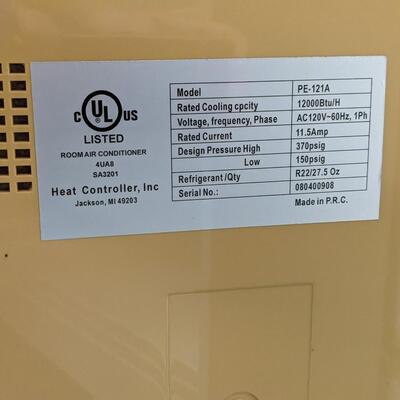 c UL US
LISTED
ROOM AIR CONDITIONER
4UA8
SA3201
Heat Controller, Inc
Jackson, MI 49203
Model PE-121A
Rated Cooling cpcity 12000Btu/H
Voltage, frequency, Phase AC120V~60Hz, 1Ph
Rated Current 11.5Amp
Design Pressure High 370psig
Low 150psig
Refrigerant /Qty R22/27.5 Oz
Serial No.: 080400908
Made in P.R.C.